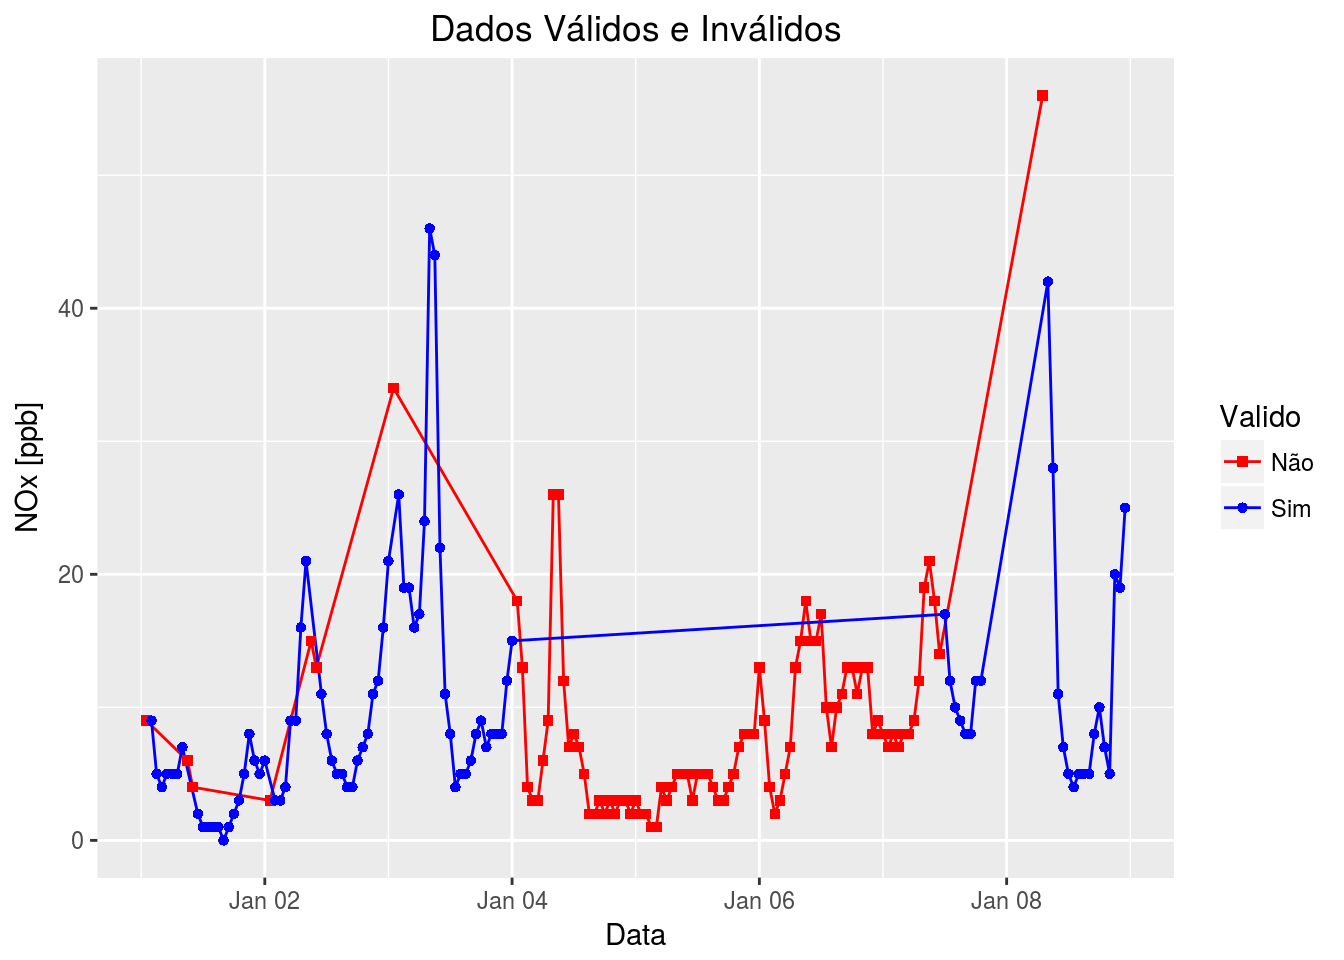 Dados Válidos e Inválidos
NOx [ppb]
40
20
0
Jan 02
Jan 04
Jan 06
Jan 08
Data
Valido
Não
Sim